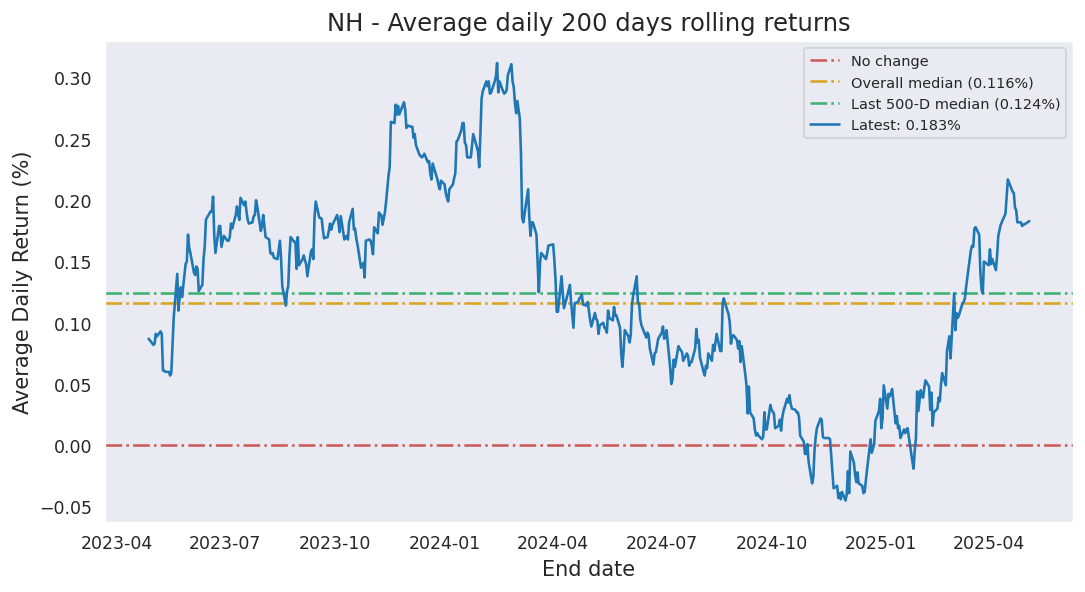 NH - Average daily 200 days rolling returns
No change
Overall median (0.116%)
Last 500-D median (0.124%)
Latest: 0.183%
Average Daily Return (%)
0.30
0.25
0.20
0.15
0.10
0.05
0.00
−0.05
2023-04 2023-07 2023-10 2024-01 2024-04 2024-07 2024-10 2025-01 2025-04
End date